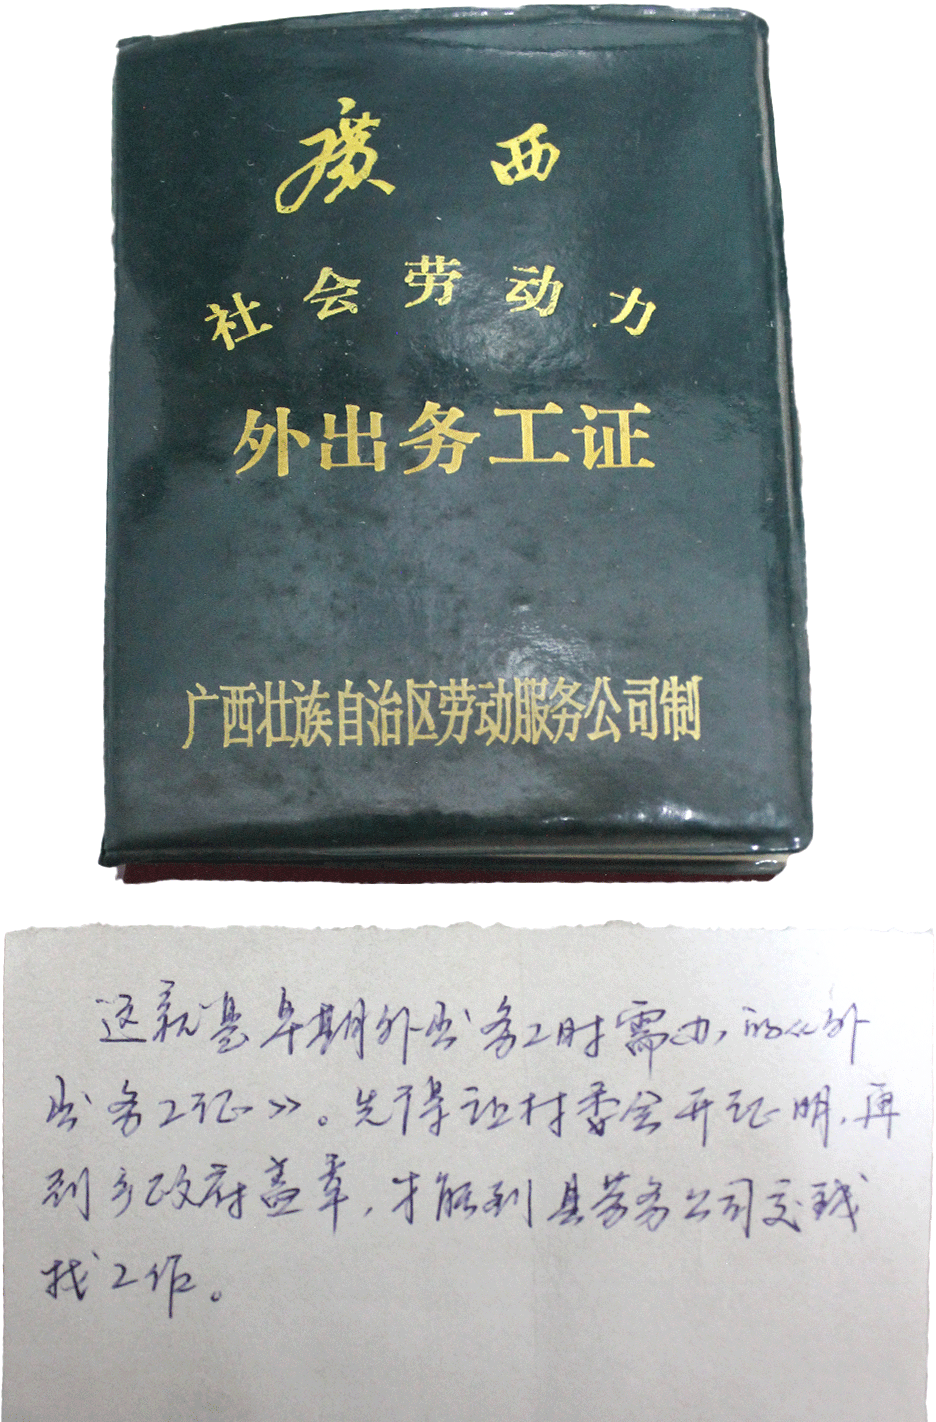 廣西
社会劳动力
外出务工证
广西壮族自治区劳动服务公司制
这就是早期外出务工时需办的《外
出务工证》。先得让村委会开证明，再
到乡政府盖章，才能到县劳务公司交钱
找工作。